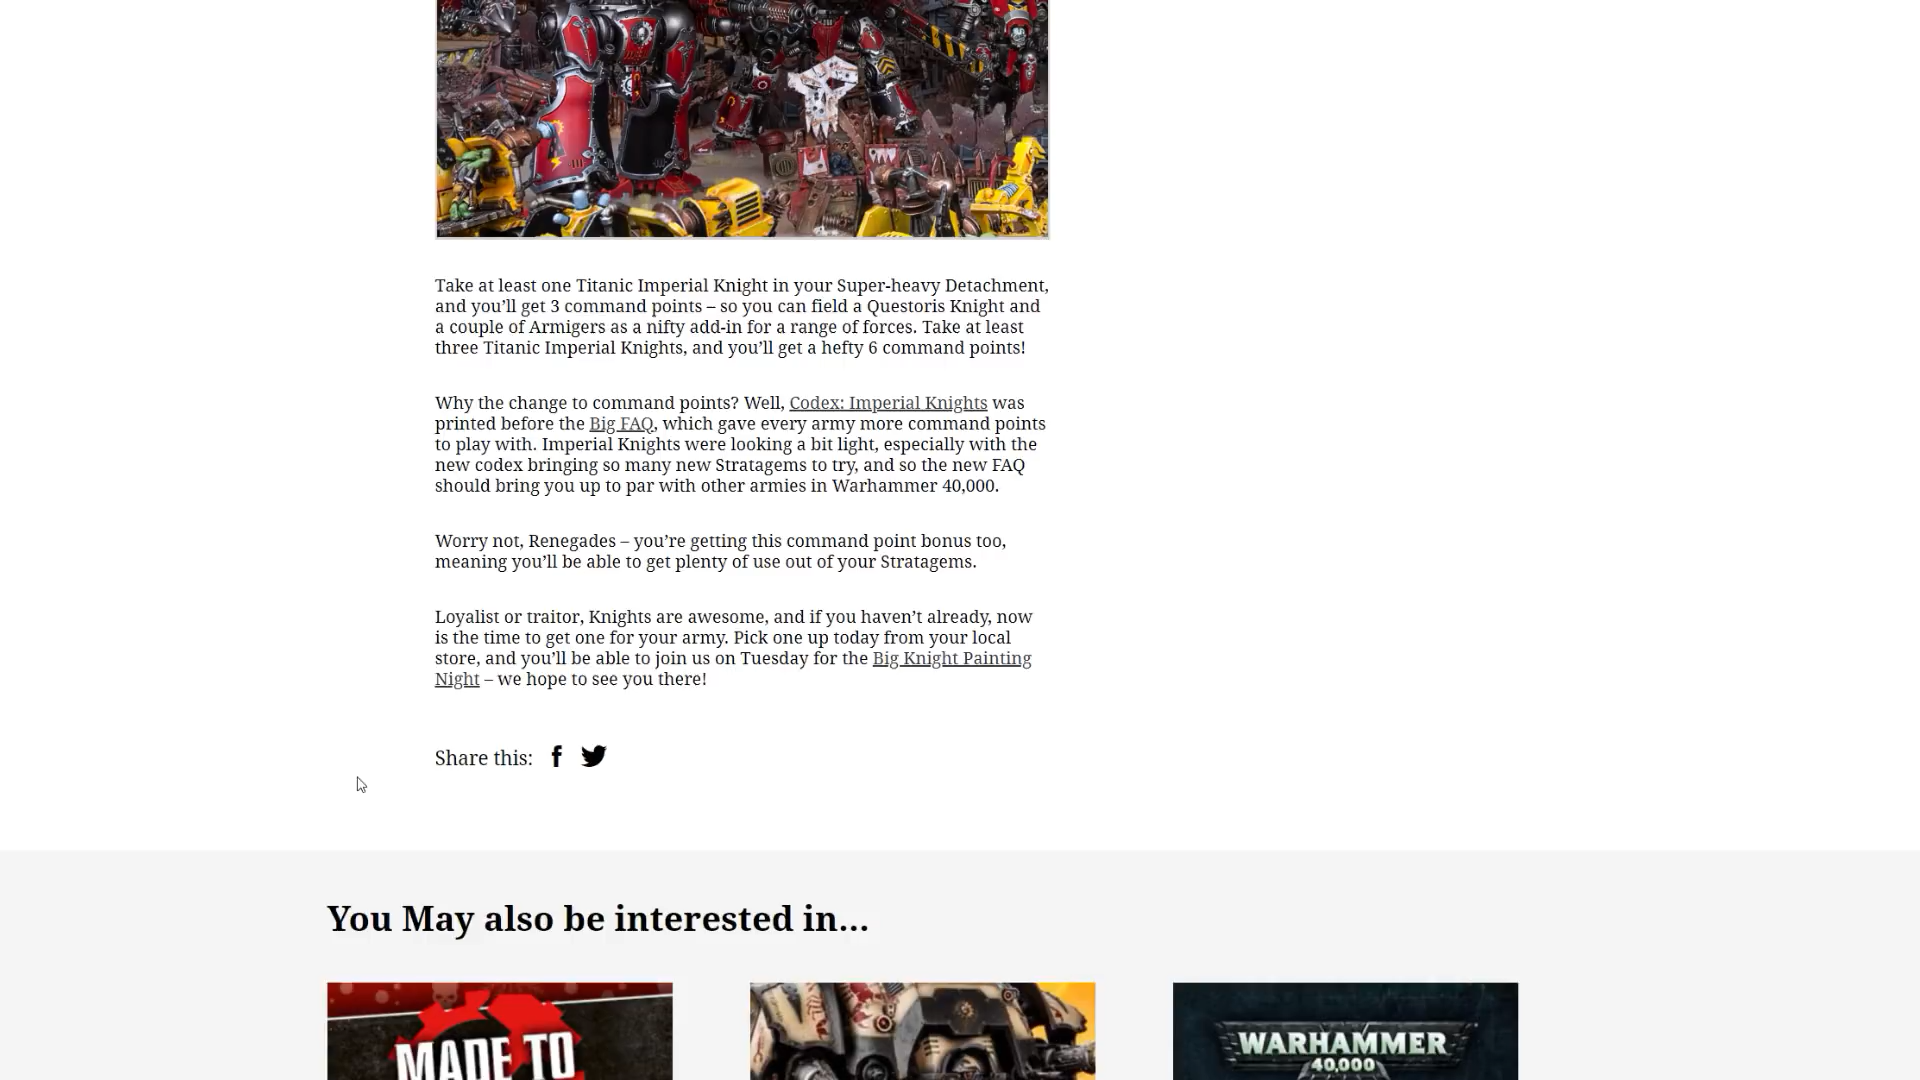 Take at least one Titanic Imperial Knight in your Super-heavy Detachment,
and you’ll get 3 command points – so you can field a Questoris Knight and
a couple of Armigers as a nifty add-in for a range of forces. Take at least
three Titanic Imperial Knights, and you’ll get a hefty 6 command points!
Why the change to command points? Well, Codex: Imperial Knights was
printed before the Big FAQ, which gave every army more command points
to play with. Imperial Knights were looking a bit light, especially with the
new codex bringing so many new Stratagems to try, and so the new FAQ
should bring you up to par with other armies in Warhammer 40,000.
Worry not, Renegades – you’re getting this command point bonus too,
meaning you’ll be able to get plenty of use out of your Stratagems.
Loyalist or traitor, Knights are awesome, and if you haven’t already, now
is the time to get one for your army. Pick one up today from your local
store, and you’ll be able to join us on Tuesday for the Big Knight Painting
Night – we hope to see you there!
Share this:
You May also be interested in...
MADE TO
WARHAMMER
40,000